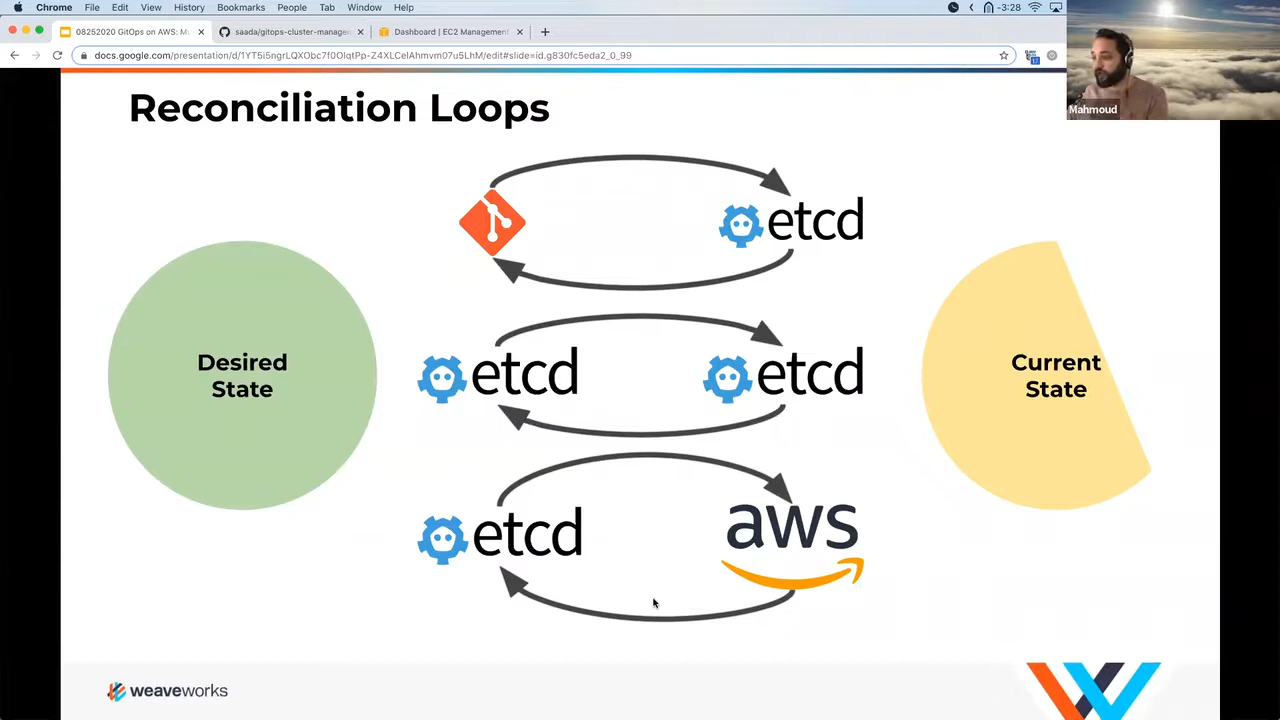 Chrome File Edit View History Bookmarks People Tab Window Help
-3:28
08252020 GitOps on AWS: Mu
saada/gitops-cluster-manage
Dashboard | EC2 Management
docs.google.com/presentation/d/1YT5i5ngrLQXObc7f0OlqtPp-Z4XLCelAhmvm07u5LhM/edit#slide=id.g830fc5eda2_0_99
Mahmoud
Reconciliation Loops
etcd
Desired
State
etcd
etcd
Current
State
etcd
aws
weaveworks